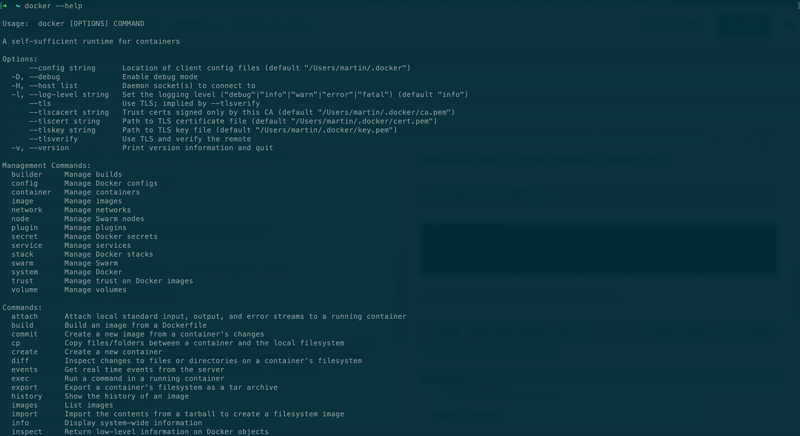 ➜  ~ docker --help

Usage:  docker [OPTIONS] COMMAND

A self-sufficient runtime for containers

Options:
      --config string      Location of client config files (default "/Users/martin/.docker")
  -D, --debug              Enable debug mode
  -H, --host list          Daemon socket(s) to connect to
  -l, --log-level string   Set the logging level ("debug"|"info"|"warn"|"error"|"fatal") (default "info")
      --tls                Use TLS; implied by --tlsverify
      --tlscacert string   Trust certs signed only by this CA (default "/Users/martin/.docker/ca.pem")
      --tlscert string     Path to TLS certificate file (default "/Users/martin/.docker/cert.pem")
      --tlskey string      Path to TLS key file (default "/Users/martin/.docker/key.pem")
      --tlsverify          Use TLS and verify the remote
  -v, --version            Print version information and quit

Management Commands:
  builder     Manage builds
  config      Manage Docker configs
  container   Manage containers
  image       Manage images
  network     Manage networks
  node        Manage Swarm nodes
  plugin      Manage plugins
  secret      Manage Docker secrets
  service     Manage services
  stack       Manage Docker stacks
  swarm       Manage Swarm
  system      Manage Docker
  trust       Manage trust on Docker images
  volume      Manage volumes

Commands:
  attach      Attach local standard input, output, and error streams to a running container
  build       Build an image from a Dockerfile
  commit      Create a new image from a container's changes
  cp          Copy files/folders between a container and the local filesystem
  create      Create a new container
  diff        Inspect changes to files or directories on a container's filesystem
  events      Get real time events from the server
  exec        Run a command in a running container
  export      Export a container's filesystem as a tar archive
  history     Show the history of an image
  images      List images
  import      Import the contents from a tarball to create a filesystem image
  info        Display system-wide information
  inspect     Return low-level information on Docker objects